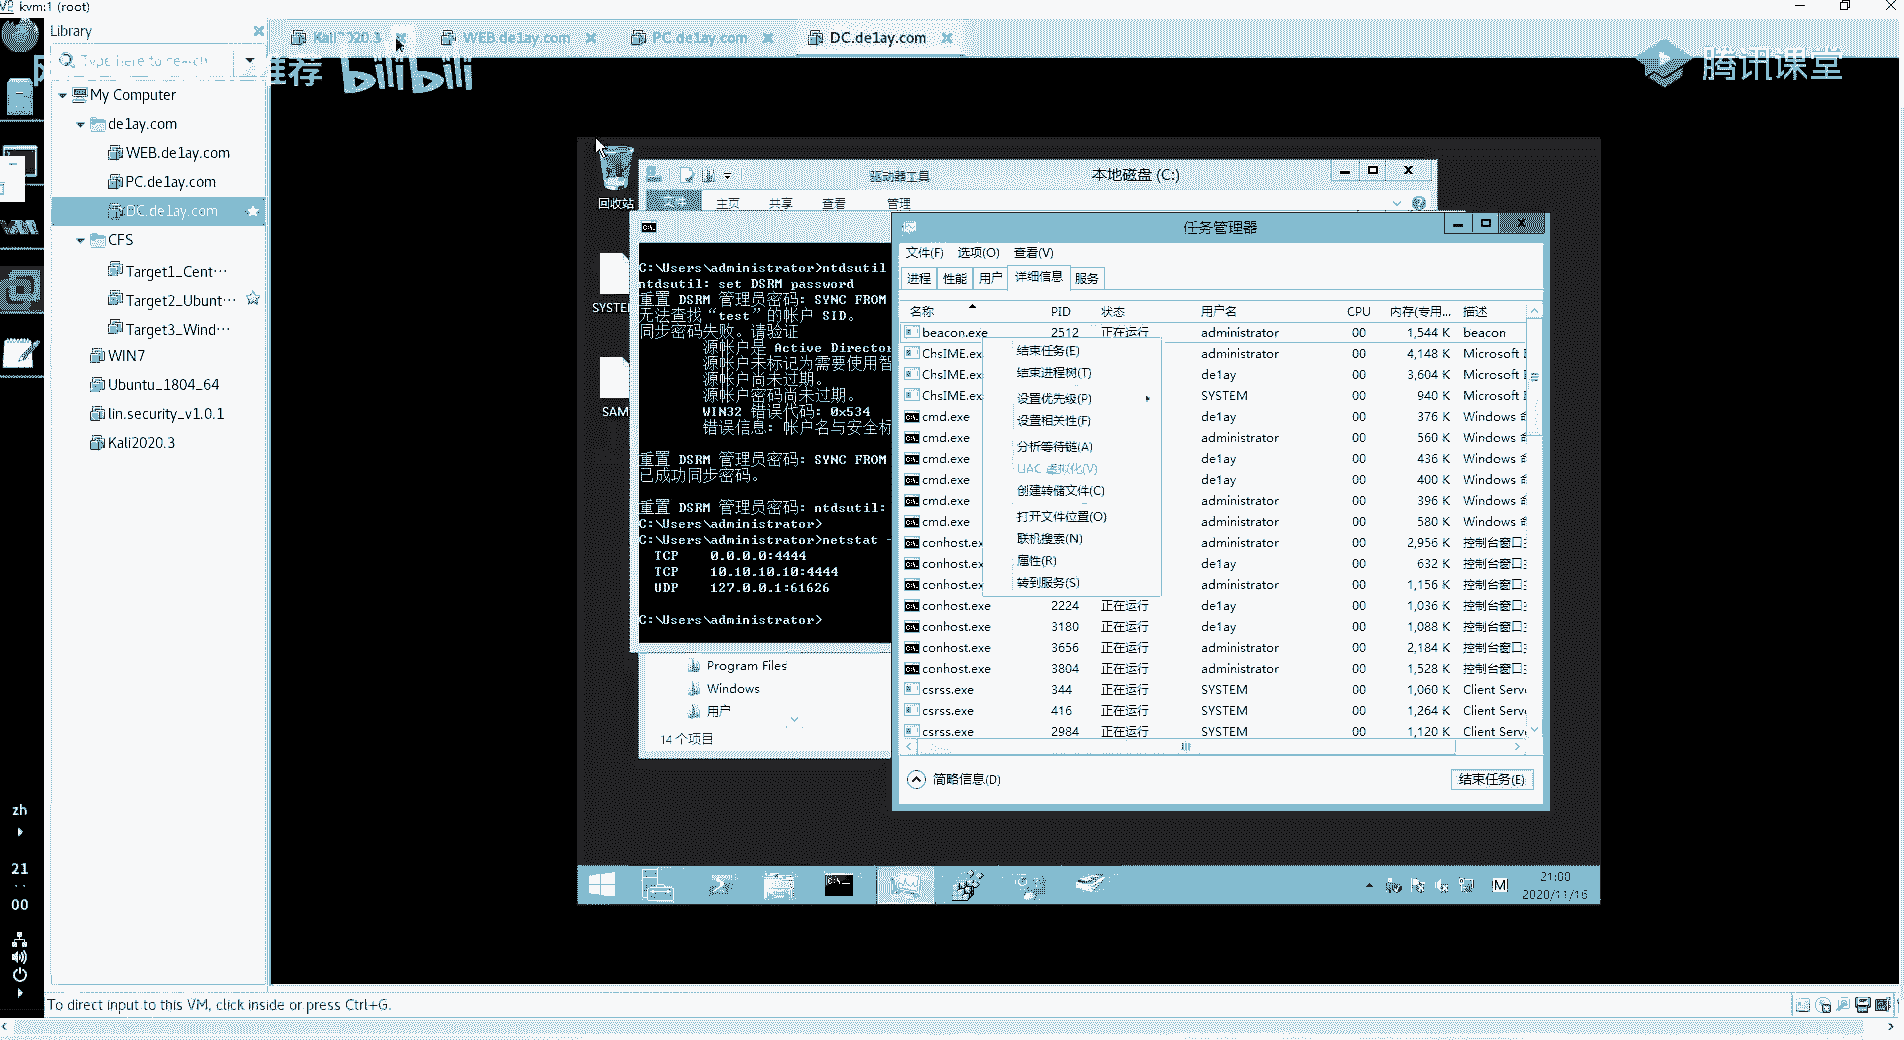 kvm:1 (root)
Library
Kali2020.3
WEB.de1ay.com
PC.de1ay.com
DC.de1ay.com
Type here to search
推荐
bilibili
腾讯课堂
My Computer
de1ay.com
WEB.de1ay.com
PC.de1ay.com
DC.de1ay.com
CFS
Target1_Cent···
Target2_Ubunt···
Target3_Wind···
WIN7
Ubuntu_1804_64
lin.security_v1.0.1
Kali2020.3
zh
21
00
回收站
SYSTE
SAM
驱动器工具
本地磁盘 (C:)
文件
主页
共享
查看
管理
C:\Users\administrator>ntdsutil
ntdsutil: set DSRM password
重置 DSRM 管理员密码: SYNC FROM
无法查找“test”的帐户 SID。
同步密码失败。请验证
源帐户是 Active Director
源帐户未标记为需要使用智
源帐户尚未过期。
源帐户密码尚未过期。
WIN32 错误代码: 0x534
错误信息: 帐户名与安全标
重置 DSRM 管理员密码: SYNC FROM
已成功同步密码。
重置 DSRM 管理员密码: ntdsutil:
C:\Users\administrator>
C:\Users\administrator>netstat -
TCP 0.0.0.0:4444
TCP 10.10.10.10:4444
UDP 127.0.0.1:61626
C:\Users\administrator>
Program Files
Windows
用户
14 个项目
任务管理器
文件(F) 选项(O) 查看(V)
进程 性能 用户 详细信息 服务
名称 PID 状态 用户名 CPU 内存(专用... 描述
beacon.exe 2512 正在运行 administrator 00 1,544 K beacon
ChsIME.ex administrator 00 4,148 K Microsoft I
ChsIME.ex de1ay 00 3,604 K Microsoft I
ChsIME.ex SYSTEM 00 940 K Microsoft I
cmd.exe de1ay 00 376 K Windows 命
cmd.exe administrator 00 560 K Windows 命
cmd.exe de1ay 00 436 K Windows 命
cmd.exe de1ay 00 400 K Windows 命
cmd.exe administrator 00 396 K Windows 命
cmd.exe administrator 00 580 K Windows 命
conhost.ex administrator 00 2,956 K 控制台窗口
conhost.ex de1ay 00 632 K 控制台窗口
conhost.ex administrator 00 1,156 K 控制台窗口
conhost.exe 2224 正在运行 de1ay 00 1,036 K 控制台窗口
conhost.exe 3180 正在运行 de1ay 00 1,088 K 控制台窗口
conhost.exe 3656 正在运行 administrator 00 2,184 K 控制台窗口
conhost.exe 3804 正在运行 administrator 00 1,528 K 控制台窗口
csrss.exe 344 正在运行 SYSTEM 00 1,060 K Client Serv
csrss.exe 416 正在运行 SYSTEM 00 1,264 K Client Serv
csrss.exe 2984 正在运行 SYSTEM 00 1,120 K Client Serv
结束任务(E)
结束进程树(T)
设置优先级(P)
设置相关性(F)
分析等待链(A)
UAC 虚拟化(V)
创建转储文件(C)
打开文件位置(O)
联机搜索(N)
属性(R)
转到服务(S)
简略信息(D)
结束任务(E)
M
21:00
2020/11/16
To direct input to this VM, click inside or press Ctrl+G.